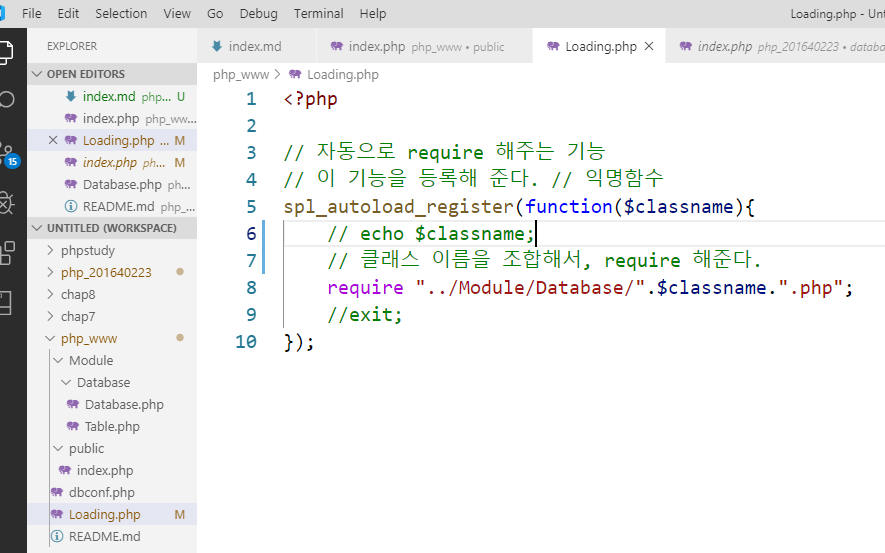 File Edit Selection View Go Debug Terminal Help Loading.php - Unt
EXPLORER
index.md
index.php php_www • public
Loading.php ×
index.php php_201640223 • databa
OPEN EDITORS
index.md php... U
index.php php_ww...
Loading.php ... M
index.php ph... M
Database.php ph...
README.md php_...
UNTITLED (WORKSPACE)
phpstudy
php_201640223
chap8
chap7
php_www
Module
Database
Database.php
Table.php
public
index.php
dbconf.php
Loading.php M
README.md
15
php_www > Loading.php
1 <?php
2
3 // 자동으로 require 해주는 기능
4 // 이 기능을 등록해 준다. // 익명함수
5 spl_autoload_register(function($classname){
6 // echo $classname;
7 // 클래스 이름을 조합해서, require 해준다.
8 require "../Module/Database/".$classname.".php";
9 //exit;
10 });